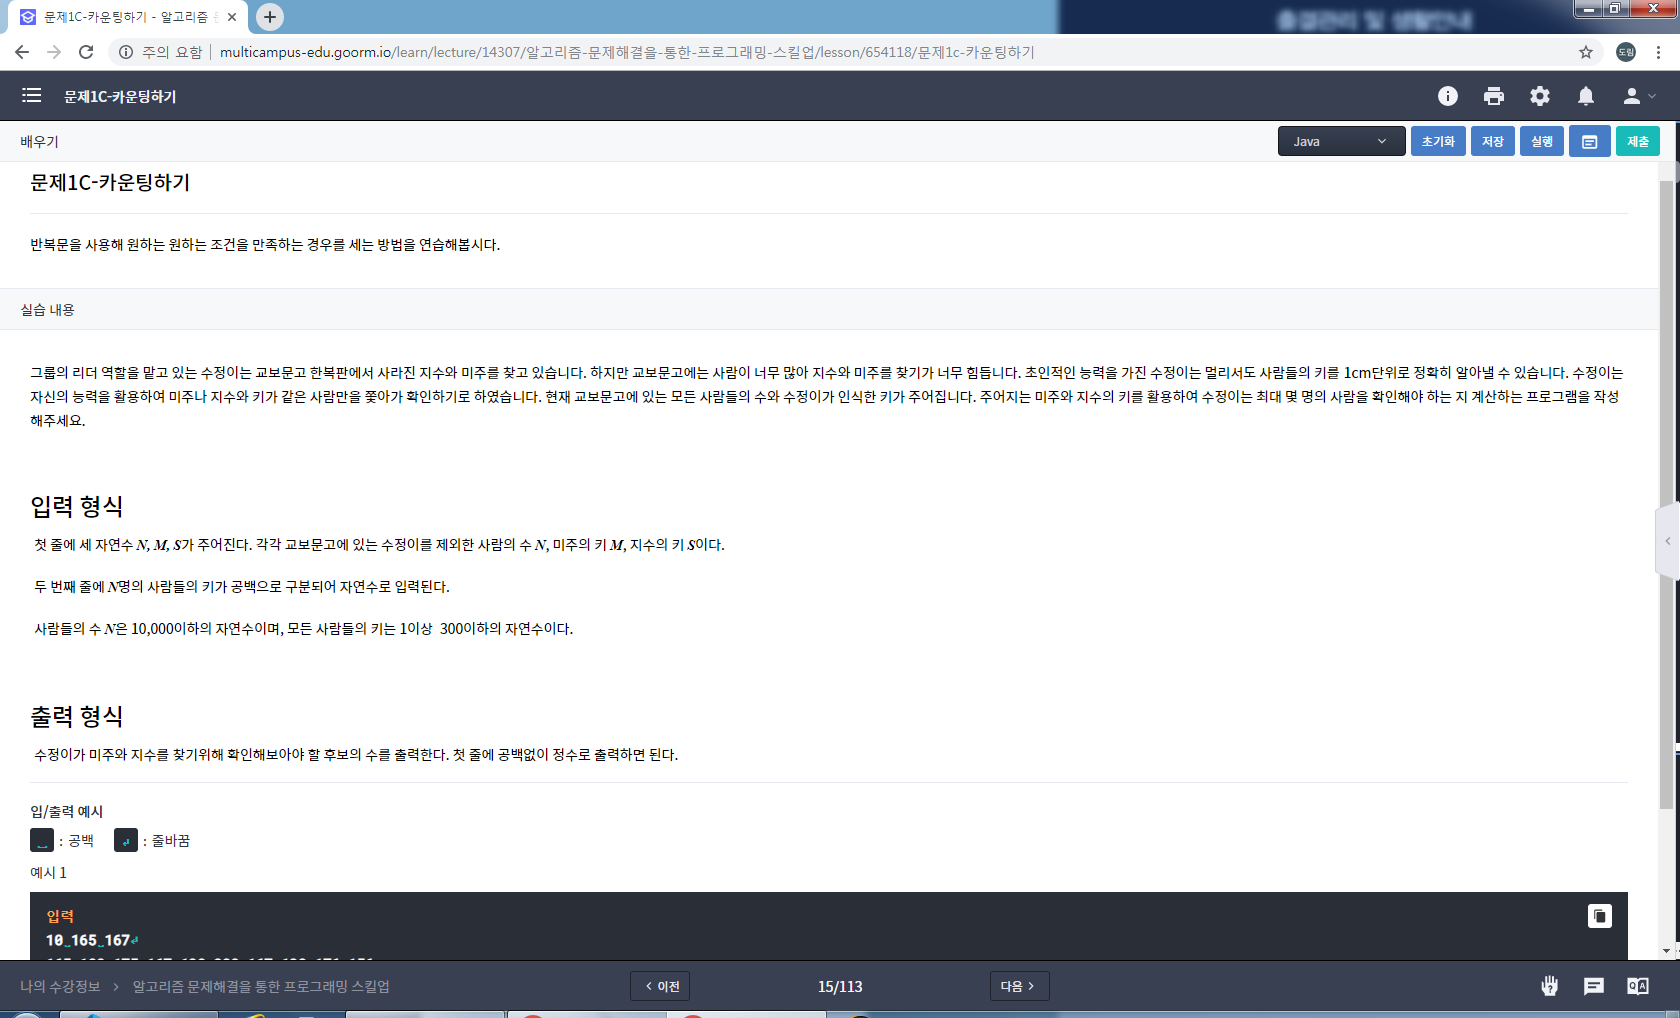 문제1C-카운팅하기 - 알고리즘
출결관리 및 생활안내
주의 요함 | multicampus-edu.goorm.io/learn/lecture/14307/알고리즘-문제해결을-통한-프로그래밍-스킬업/lesson/654118/문제1c-카운팅하기
도림
문제1C-카운팅하기
배우기
Java
초기화
저장
실행
제출
문제1C-카운팅하기
반복문을 사용해 원하는 원하는 조건을 만족하는 경우를 세는 방법을 연습해봅시다.
실습 내용
그룹의 리더 역할을 맡고 있는 수정이는 교보문고 한복판에서 사라진 지수와 미주를 찾고 있습니다. 하지만 교보문고에는 사람이 너무 많아 지수와 미주를 찾기가 너무 힘듭니다. 초인적인 능력을 가진 수정이는 멀리서도 사람들의 키를 1cm단위로 정확히 알아낼 수 있습니다. 수정이는
자신의 능력을 활용하여 미주나 지수와 키가 같은 사람만을 쫓아가 확인하기로 하였습니다. 현재 교보문고에 있는 모든 사람들의 수와 수정이가 인식한 키가 주어집니다. 주어지는 미주와 지수의 키를 활용하여 수정이는 최대 몇 명의 사람을 확인해야 하는 지 계산하는 프로그램을 작성
해주세요.
입력 형식
첫 줄에 세 자연수 N, M, S가 주어진다. 각각 교보문고에 있는 수정이를 제외한 사람의 수 N, 미주의 키 M, 지수의 키 S이다.
두 번째 줄에 N명의 사람들의 키가 공백으로 구분되어 자연수로 입력된다.
사람들의 수 N은 10,000이하의 자연수이며, 모든 사람들의 키는 1이상 300이하의 자연수이다.
출력 형식
수정이가 미주와 지수를 찾기위해 확인해보아야 할 후보의 수를 출력한다. 첫 줄에 공백없이 정수로 출력하면 된다.
입/출력 예시
␣ : 공백 ↵ : 줄바꿈
예시 1
입력
10␣165␣167↵
나의 수강정보 > 알고리즘 문제해결을 통한 프로그래밍 스킬업
< 이전
15/113
다음 >
Q A